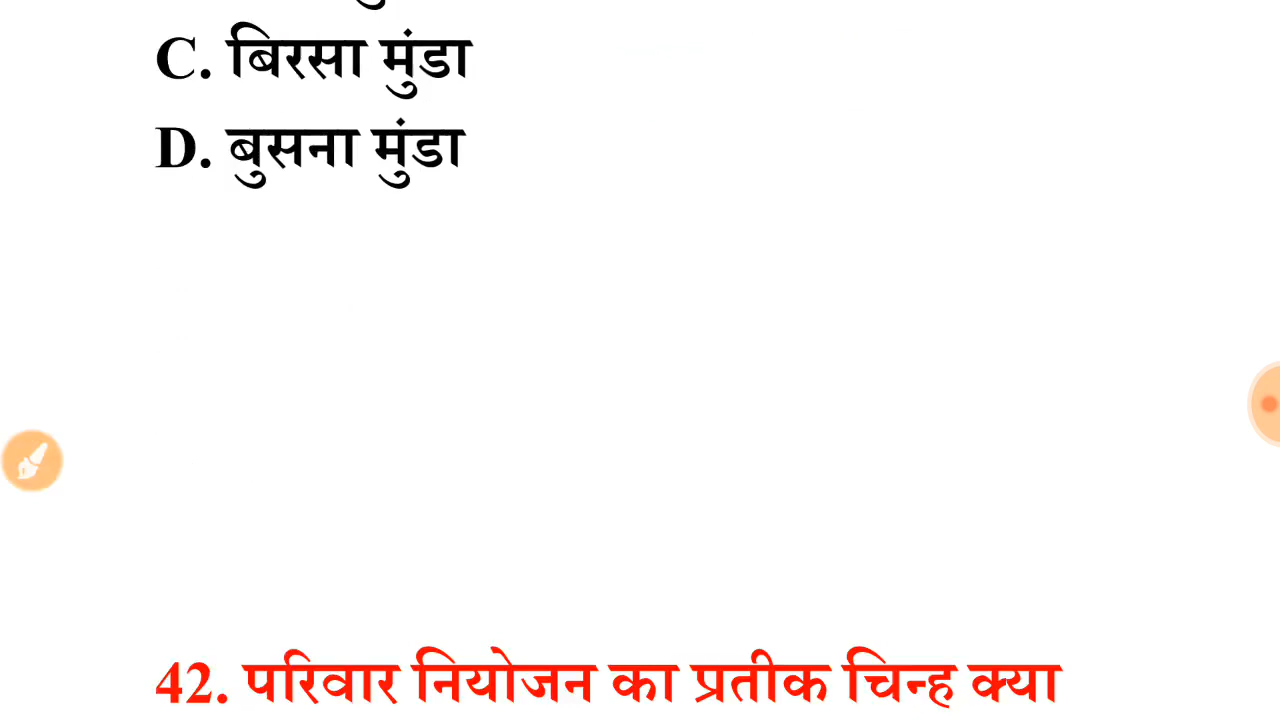 C. बिरसा मुंडा
D. बुसना मुंडा
42. परिवार नियोजन का प्रतीक चिन्ह क्या